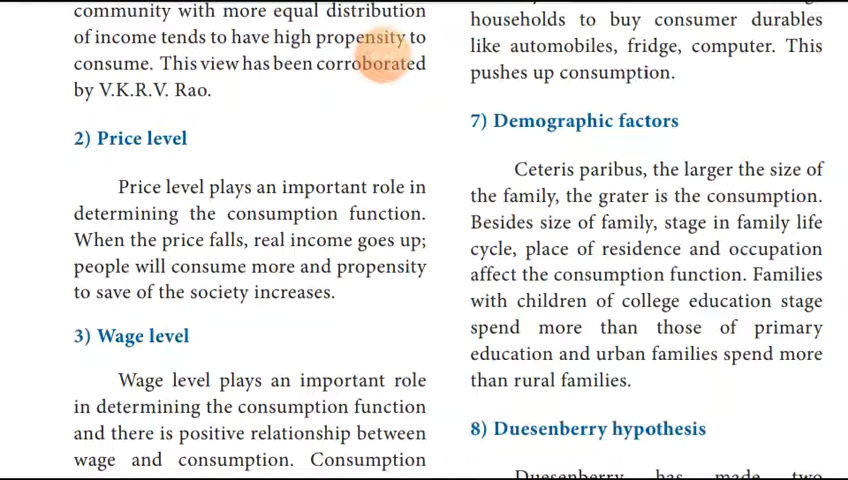 community with more equal distribution
of income tends to have high propensity to
consume. This view has been corroborated
by V.K.R.V. Rao.
2) Price level
Price level plays an important role in
determining the consumption function.
When the price falls, real income goes up;
people will consume more and propensity
to save of the society increases.
3) Wage level
Wage level plays an important role
in determining the consumption function
and there is positive relationship between
wage and consumption. Consumption
households to buy consumer durables
like automobiles, fridge, computer. This
pushes up consumption.
7) Demographic factors
Ceteris paribus, the larger the size of
the family, the grater is the consumption.
Besides size of family, stage in family life
cycle, place of residence and occupation
affect the consumption function. Families
with children of college education stage
spend more than those of primary
education and urban families spend more
than rural families.
8) Duesenberry hypothesis
Duesenberry has made two